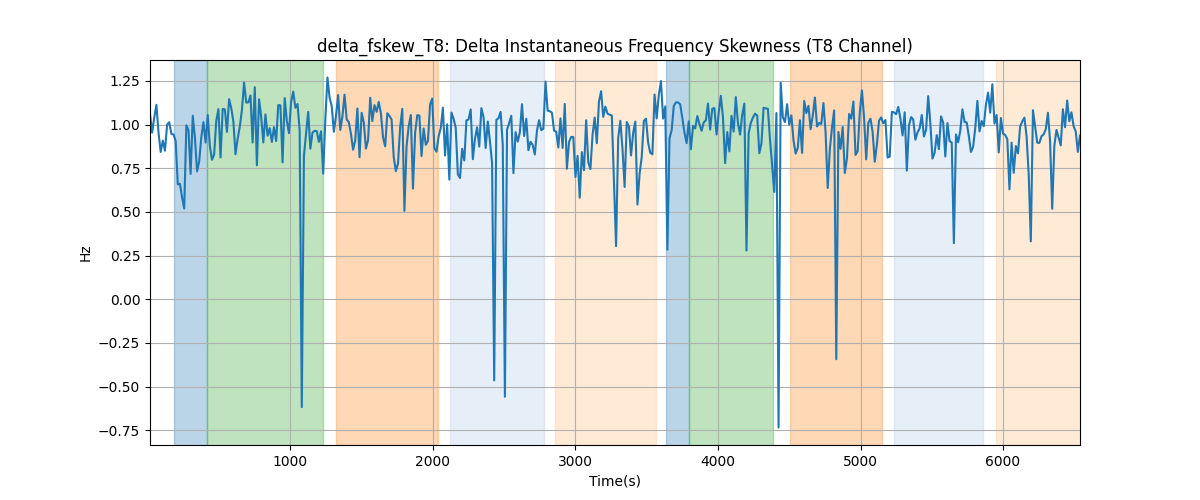 delta_fskew_T8: Delta Instantaneous Frequency Skewness (T8 Channel)
1.25
1.00
0.75
0.50
0.25
0.00
−0.25
−0.50
−0.75
Hz
1000 2000 3000 4000 5000 6000
Time(s)